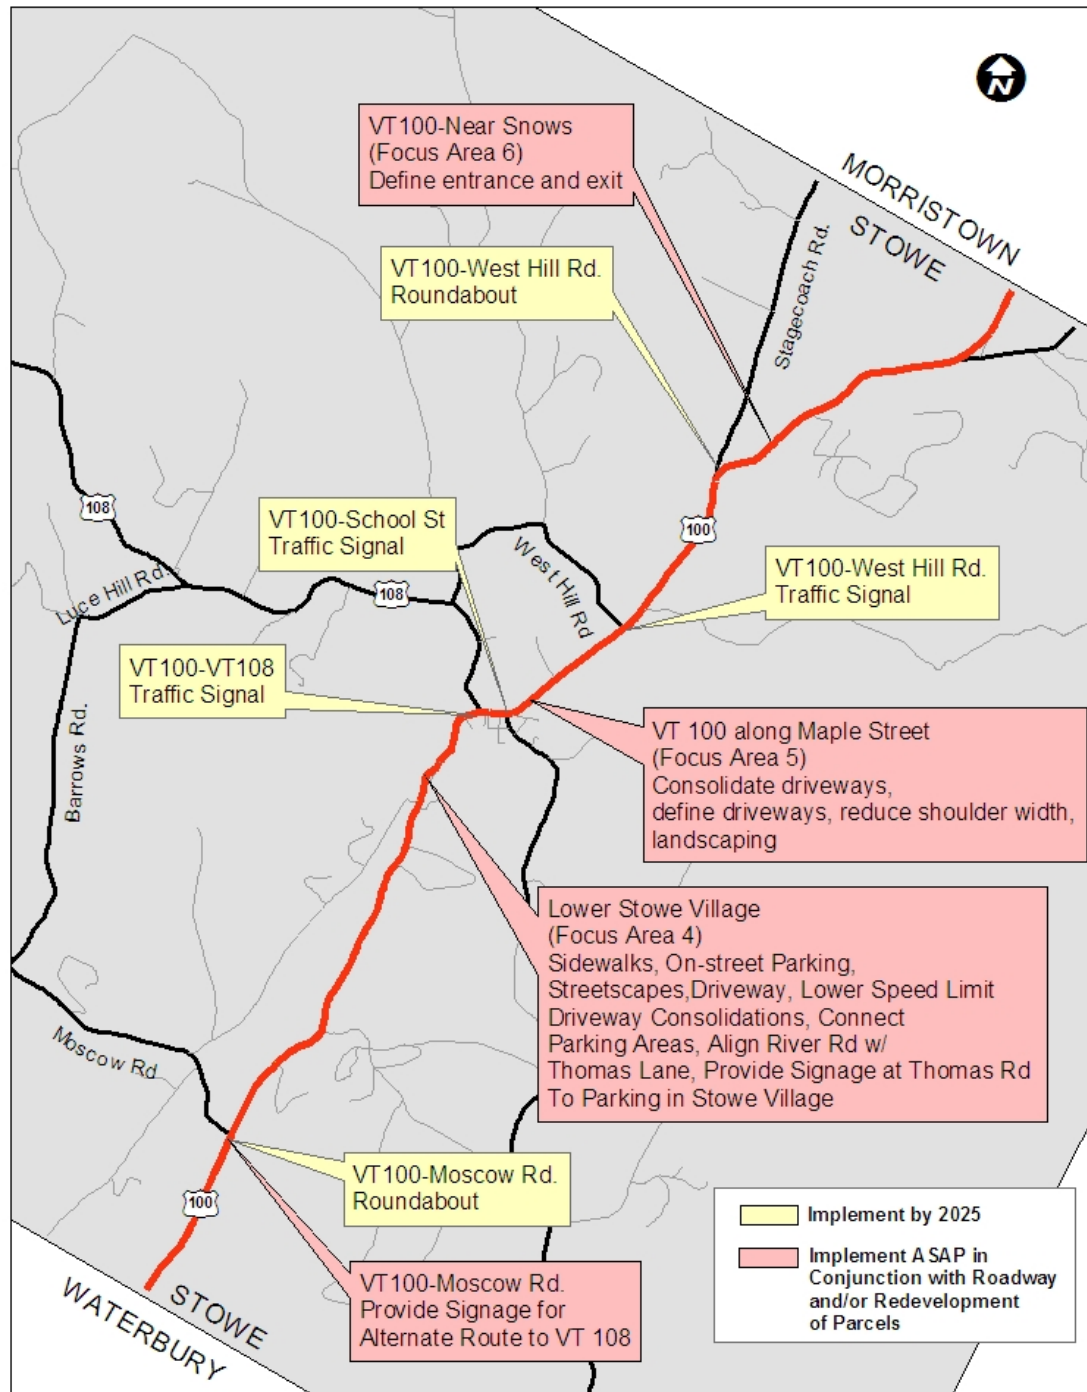 N
VT100-Near Snows
(Focus Area 6)
Define entrance and exit
MORRISTOWN
STOWE
VT100-West Hill Rd.
Roundabout
Stagecoach Rd.
108
VT100-School St
Traffic Signal
100
West Hill Rd
VT100-West Hill Rd.
Traffic Signal
Luce Hill Rd.
108
VT100-VT108
Traffic Signal
Barrows Rd.
VT 100 along Maple Street
(Focus Area 5)
Consolidate driveways,
define driveways, reduce shoulder width,
landscaping
Lower Stowe Village
(Focus Area 4)
Sidewalks, On-street Parking,
Streetscapes,Driveway, Lower Speed Limit
Driveway Consolidations, Connect
Parking Areas, Align River Rd w/
Thomas Lane, Provide Signage at Thomas Rd
To Parking in Stowe Village
Moscow Rd
VT100-Moscow Rd.
Roundabout
100
VT100-Moscow Rd.
Provide Signage for
Alternate Route to VT 108
STOWE
WATERBURY
Implement by 2025
Implement ASAP in
Conjunction with Roadway
and/or Redevelopment
of Parcels